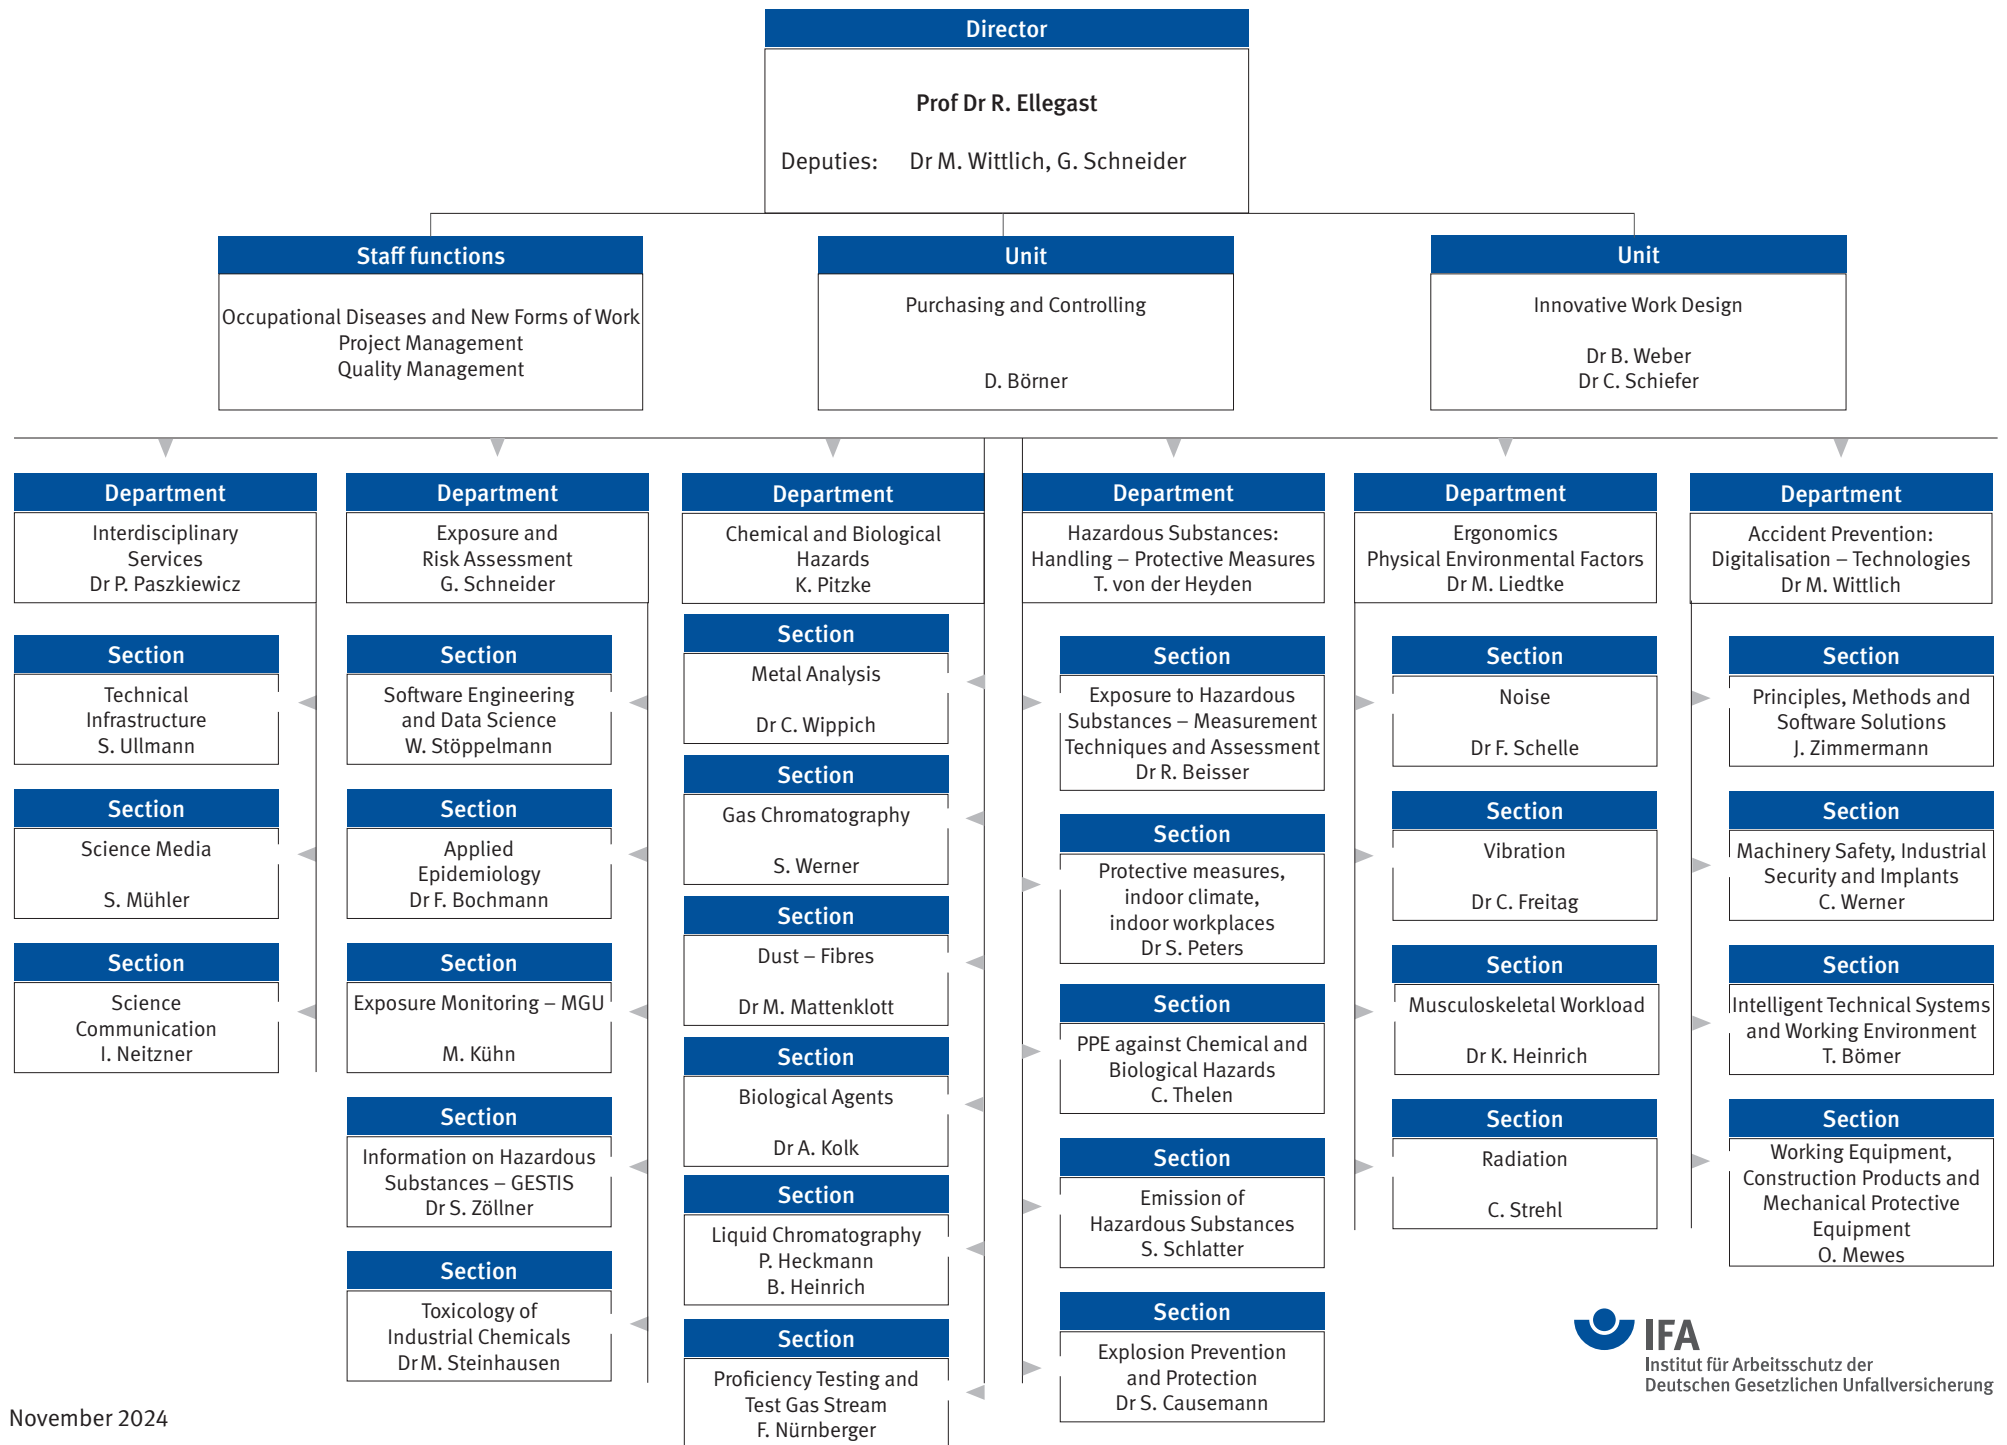 Director
Prof Dr R. Ellegast
Deputies: Dr M. Wittlich, G. Schneider
Staff functions
Occupational Diseases and New Forms of Work
Project Management
Quality Management
Unit
Purchasing and Controlling
D. Börner
Unit
Innovative Work Design
Dr B. Weber
Dr C. Schiefer
Department
Interdisciplinary
Services
Dr P. Paszkiewicz
Section
Technical
Infrastructure
S. Ullmann
Section
Science Media
S. Mühler
Section
Science
Communication
I. Neitzner
Department
Exposure and
Risk Assessment
G. Schneider
Section
Software Engineering
and Data Science
W. Stöppelmann
Section
Applied
Epidemiology
Dr F. Bochmann
Section
Exposure Monitoring – MGU
M. Kühn
Section
Information on Hazardous
Substances – GESTIS
Dr S. Zöllner
Section
Toxicology of
Industrial Chemicals
Dr M. Steinhausen
Department
Chemical and Biological
Hazards
K. Pitzke
Section
Metal Analysis
Dr C. Wippich
Section
Gas Chromatography
S. Werner
Section
Dust – Fibres
Dr M. Mattenklott
Section
Biological Agents
Dr A. Kolk
Section
Liquid Chromatography
P. Heckmann
B. Heinrich
Section
Proficiency Testing and
Test Gas Stream
F. Nürnberger
Department
Hazardous Substances:
Handling – Protective Measures
T. von der Heyden
Section
Exposure to Hazardous
Substances – Measurement
Techniques and Assessment
Dr R. Beisser
Section
Protective measures,
indoor climate,
indoor workplaces
Dr S. Peters
Section
PPE against Chemical and
Biological Hazards
C. Thelen
Section
Emission of
Hazardous Substances
S. Schlatter
Section
Explosion Prevention
and Protection
Dr S. Causemann
Department
Ergonomics
Physical Environmental Factors
Dr M. Liedtke
Section
Noise
Dr F. Schelle
Section
Vibration
Dr C. Freitag
Section
Musculoskeletal Workload
Dr K. Heinrich
Section
Radiation
C. Strehl
Department
Accident Prevention:
Digitalisation – Technologies
Dr M. Wittlich
Section
Principles, Methods and
Software Solutions
J. Zimmermann
Section
Machinery Safety, Industrial
Security and Implants
C. Werner
Section
Intelligent Technical Systems
and Working Environment
T. Bömer
Section
Working Equipment,
Construction Products and
Mechanical Protective
Equipment
O. Mewes
IFA
Institut für Arbeitsschutz der
Deutschen Gesetzlichen Unfallversicherung
November 2024